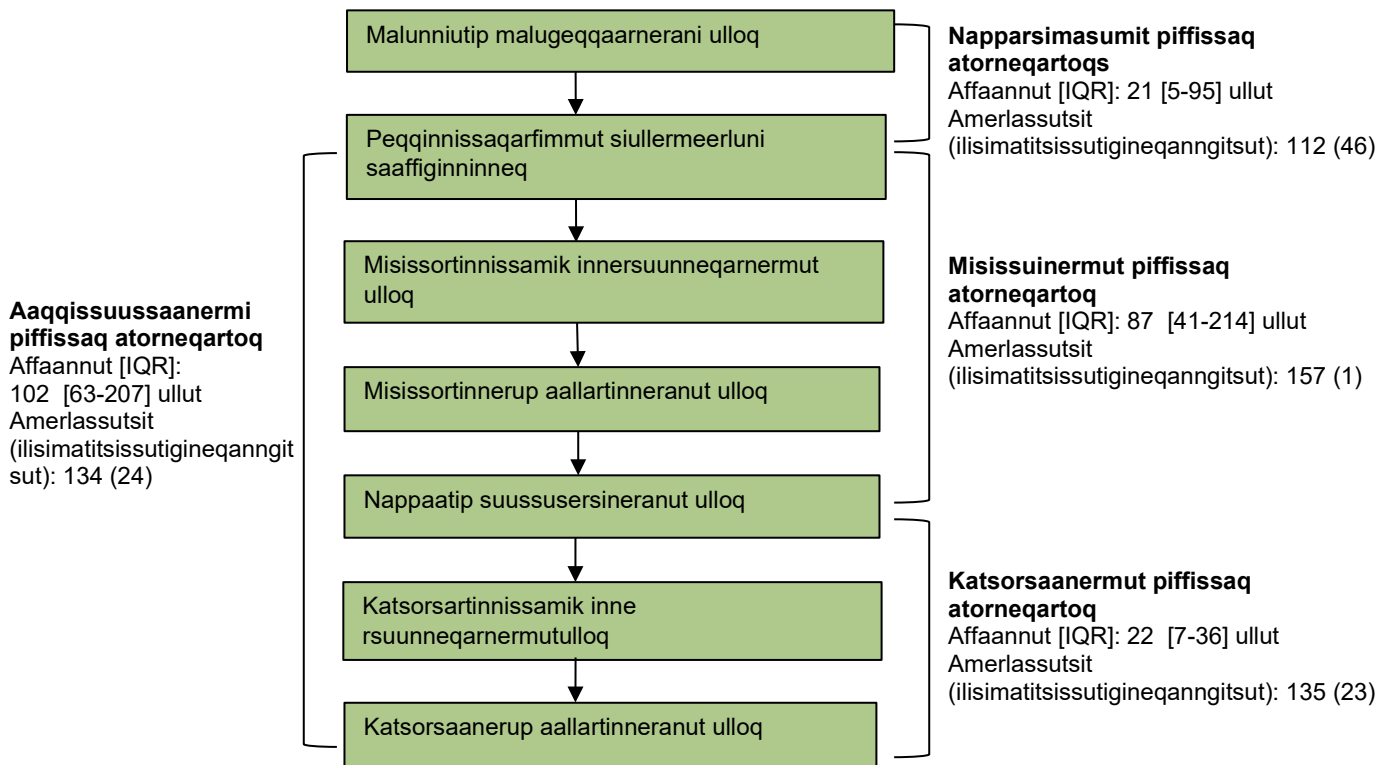 Malunniutip malugeqqaarnerani ulloq
Peqqinnissaqarfimmut siullermeerluni
saaffiginninneq
Misissortinnissamik innersuunneqarnermut
ulloq
Misissortinnerup aallartinneranut ulloq
Nappaatip suussusersineranut ulloq
Katsorsartinnissamik inne
rsuunneqarnermutulloq
Katsorsaanerup aallartinneranut ulloq
Aaqqissuussaanermi
piffissaq atorneqartoq
Affaannut [IQR]:
102 [63-207] ullut
Amerlassutsit
(ilisimatitsissutigineqanngit
sut): 134 (24)
Napparsimasumit piffissaq
atorneqartoqs
Affaannut [IQR]: 21 [5-95] ullut
Amerlassutsit
(ilisimatitsissutigineqanngitsut): 112 (46)
Misissuinermut piffissaq
atorneqartoq
Affaannut [IQR]: 87 [41-214] ullut
Amerlassutsit
(ilisimatitsissutigineqanngitsut): 157 (1)
Katsorsaanermut piffissaq
atorneqartoq
Affaannut [IQR]: 22 [7-36] ullut
Amerlassutsit
(ilisimatitsissutigineqanngitsut): 135 (23)